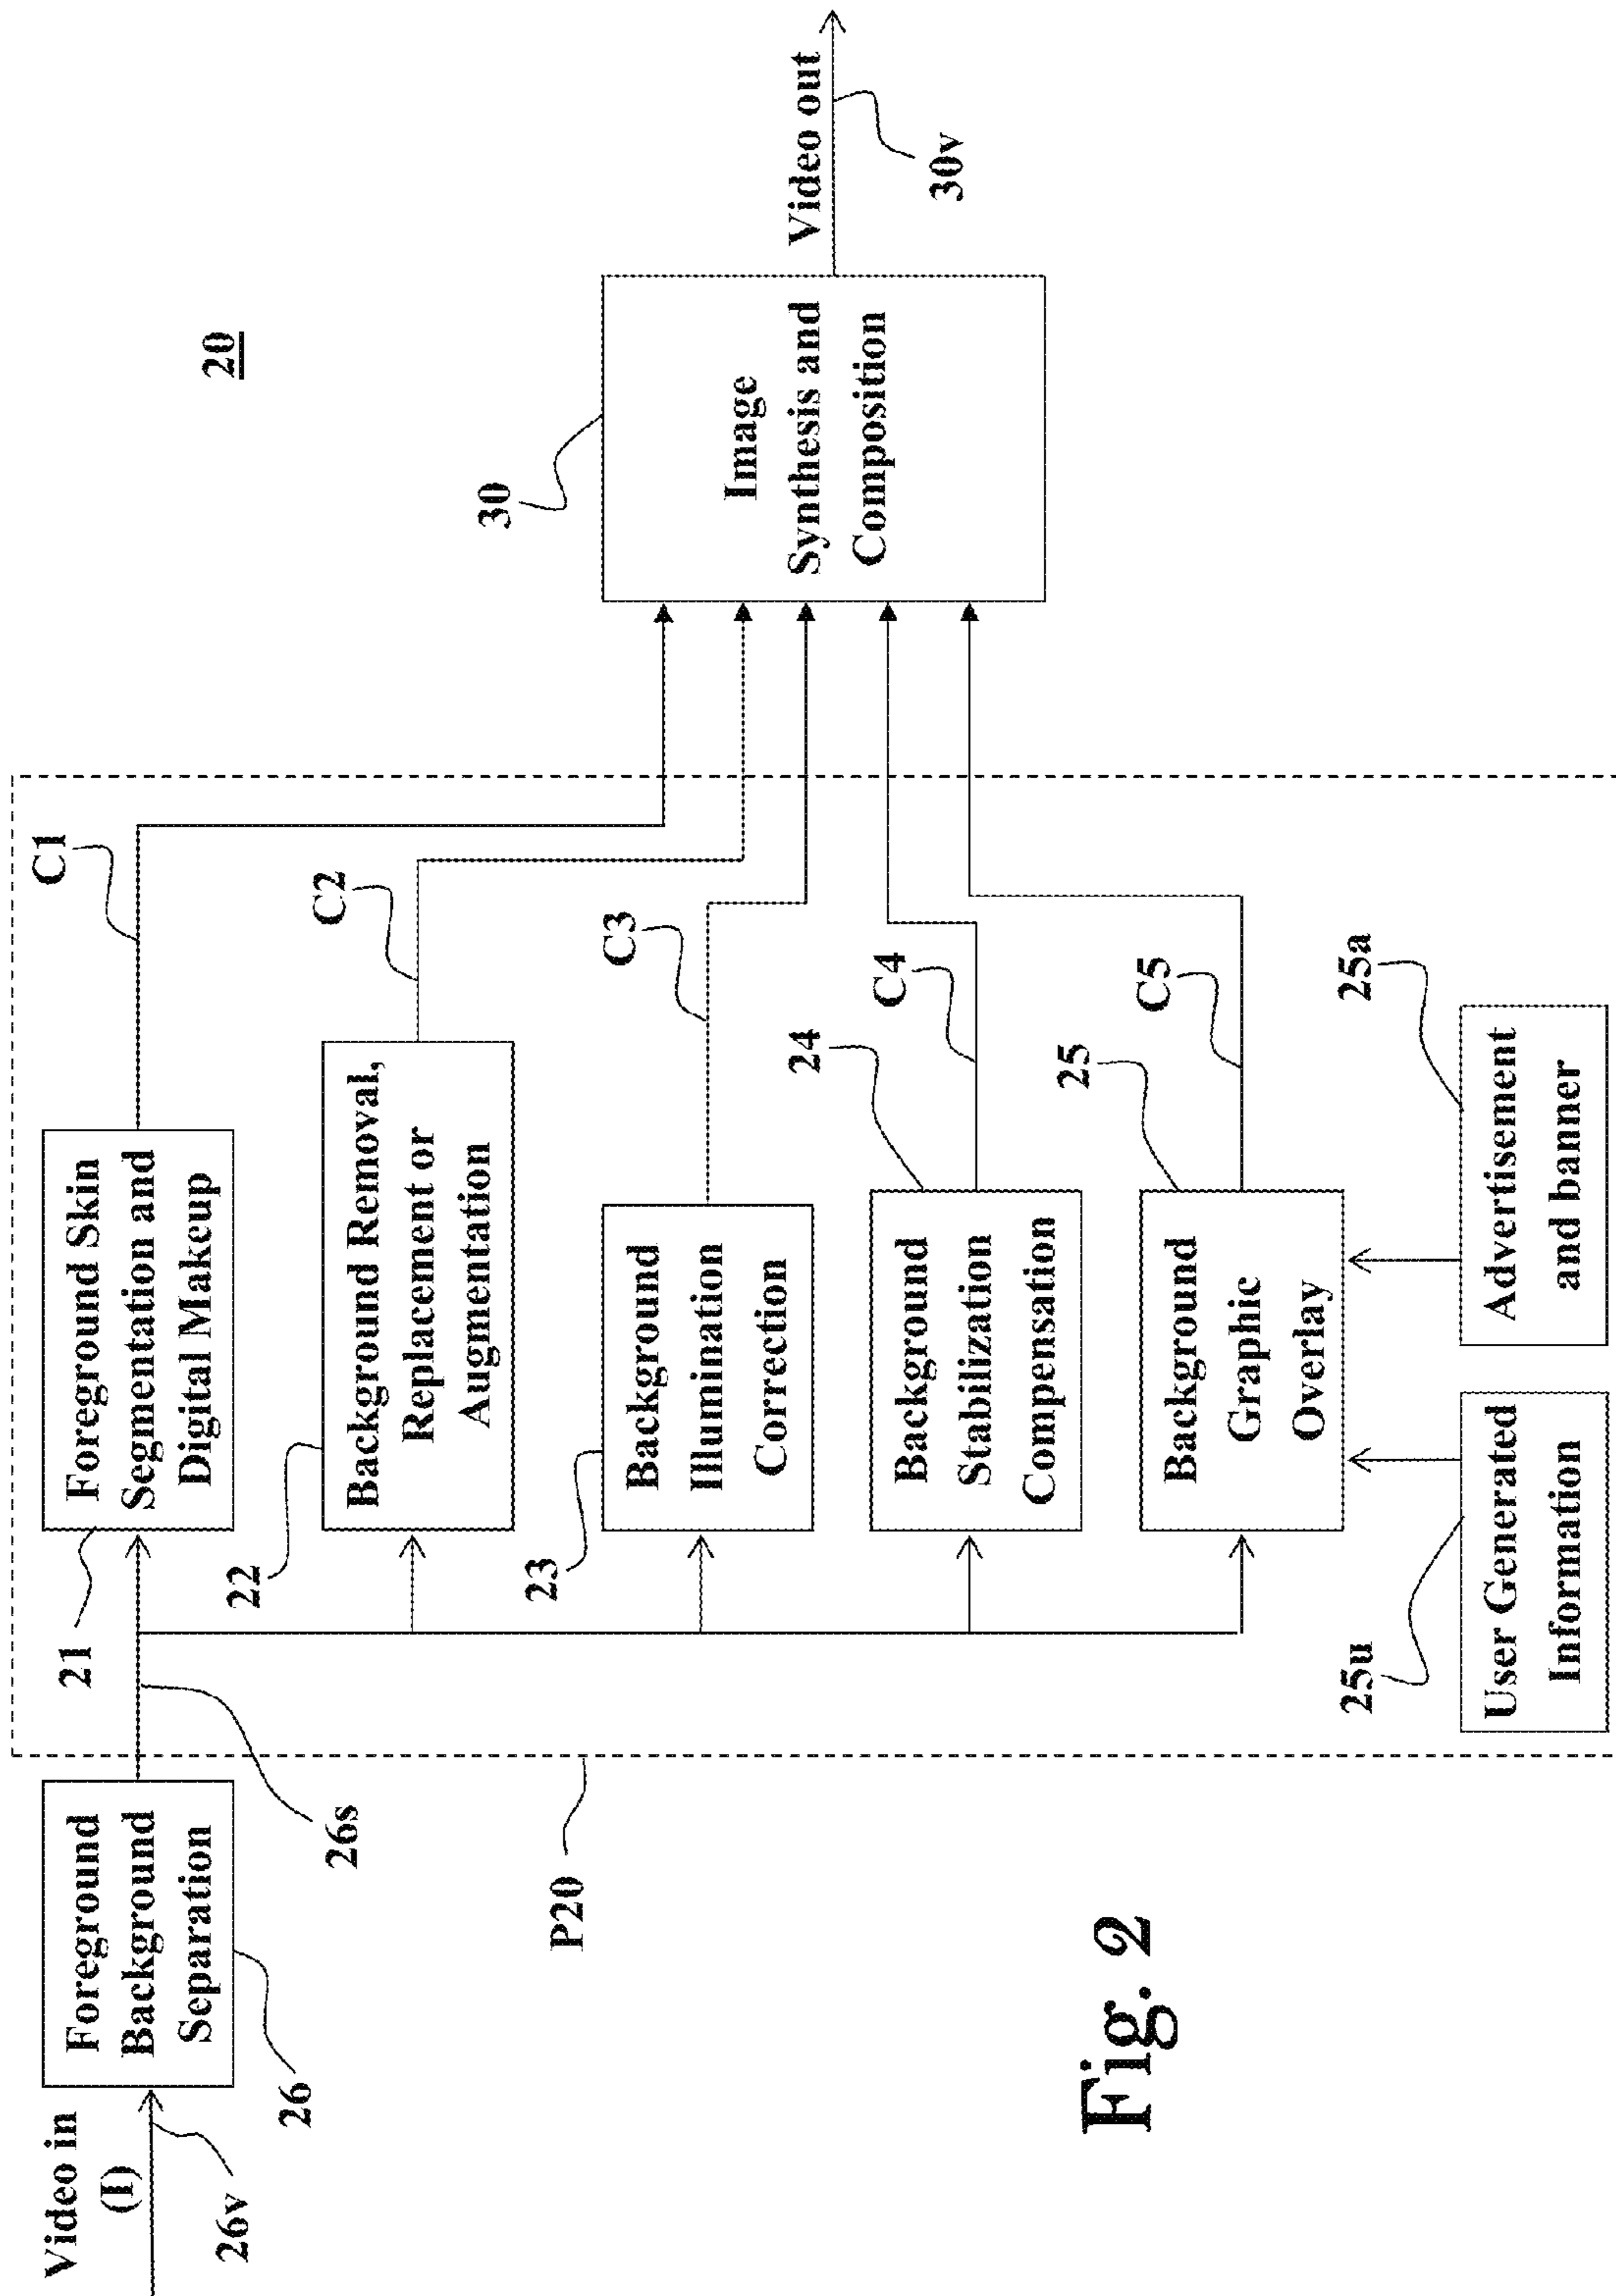 20
Video in
(I)
26v
Foreground
Background
Separation
26
26s
P20
21
Foreground Skin
Segmentation and
Digital Makeup
C1
22
Background Removal,
Replacement or
Augmentation
C2
23
Background
Illumination
Correction
C3
24
Background
Stabilization
Compensation
C4
25
Background
Graphic
Overlay
C5
25u
User Generated
Information
25a
Advertisement
and banner
30
Image
Synthesis and
Composition
Video out
30v
Fig. 2